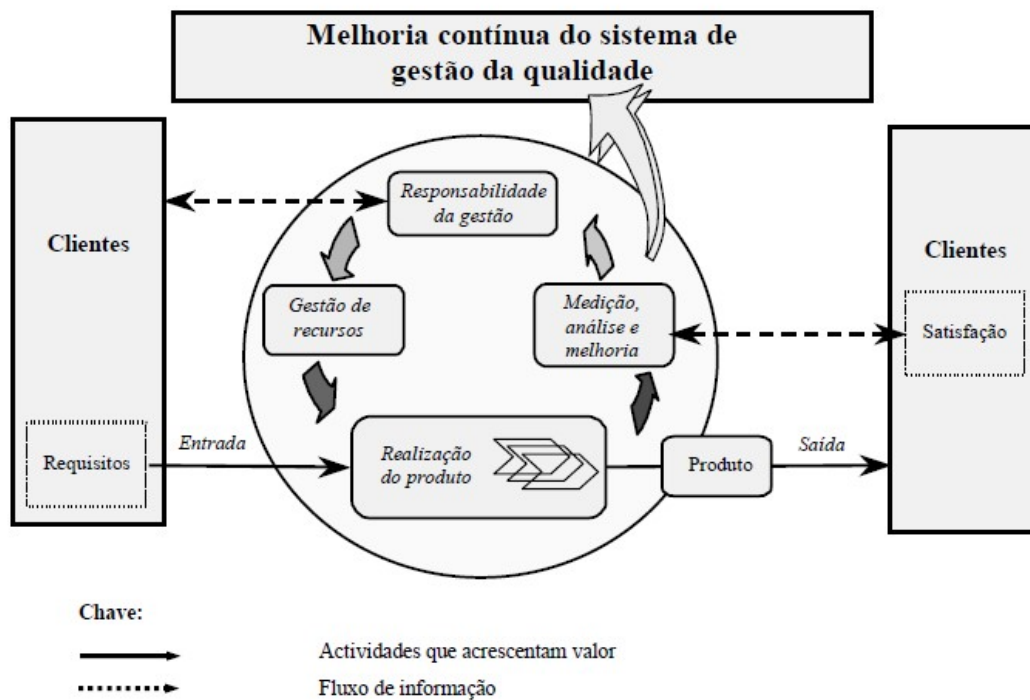 Melhoria contínua do sistema de
gestão da qualidade
Clientes
Requisitos
Entrada
Responsabilidade
da gestão
Gestão de
recursos
Medição,
análise e
melhoria
Realização
do produto
Produto
Saída
Clientes
Satisfação
Chave:
Actividades que acrescentam valor
Fluxo de informação